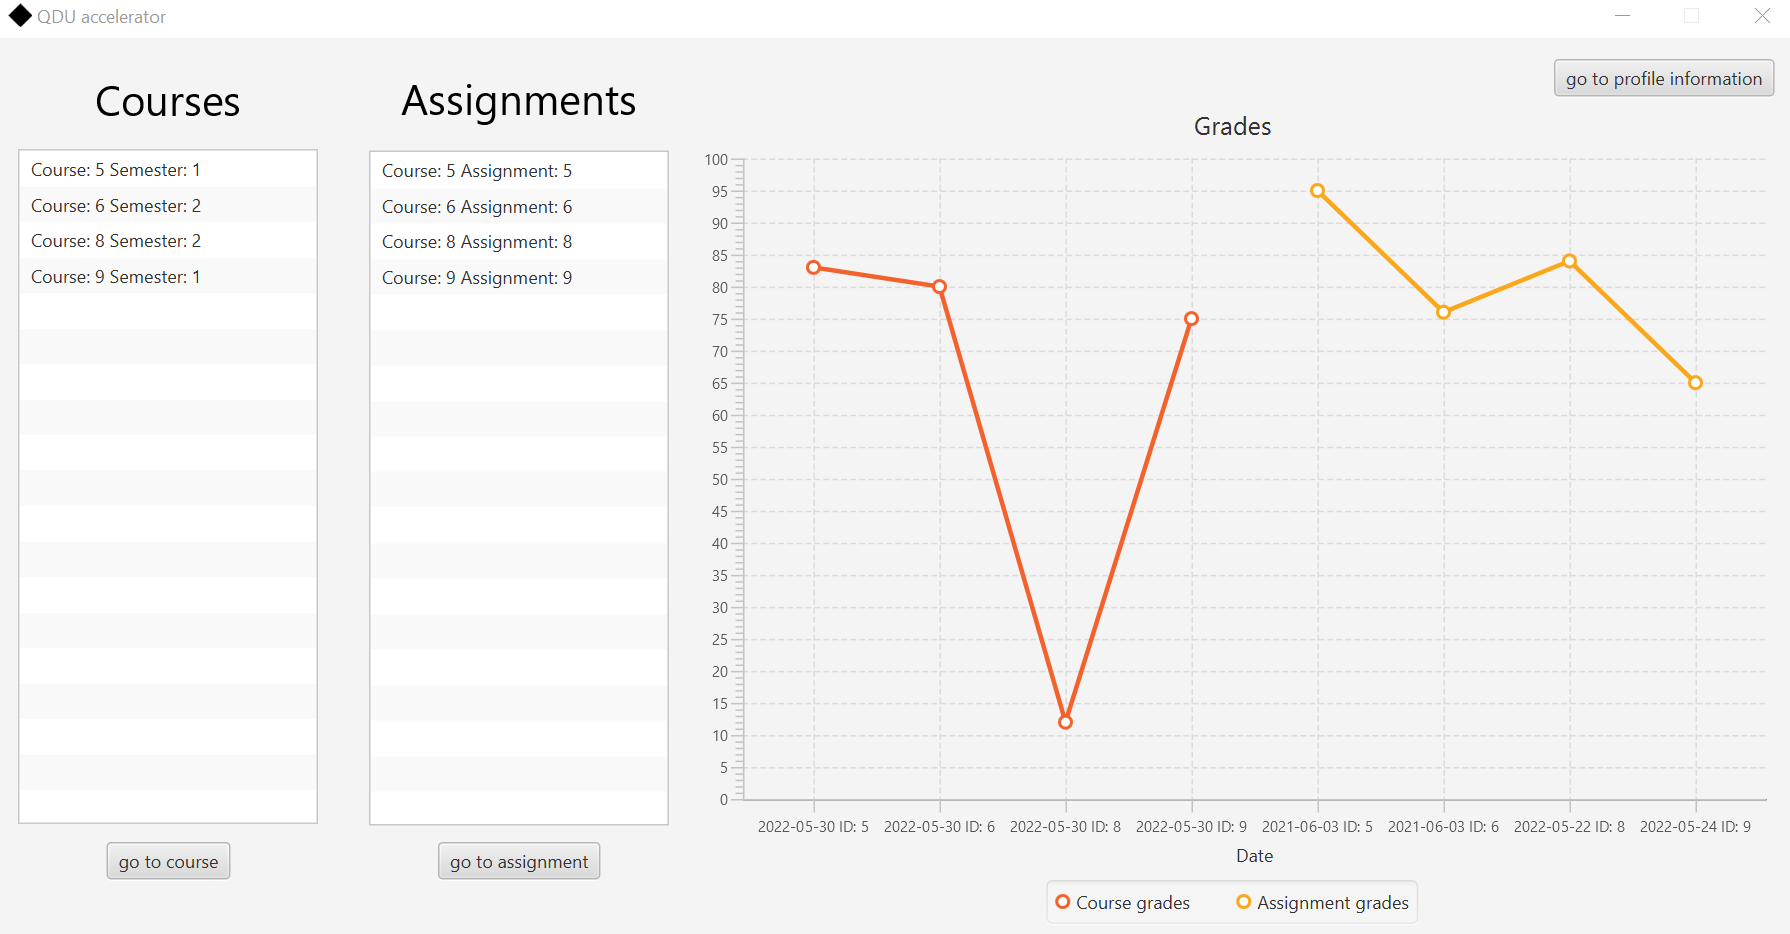 QDU accelerator
go to profile information
Courses
Course: 5 Semester: 1
Course: 6 Semester: 2
Course: 8 Semester: 2
Course: 9 Semester: 1
go to course
Assignments
Course: 5 Assignment: 5
Course: 6 Assignment: 6
Course: 8 Assignment: 8
Course: 9 Assignment: 9
go to assignment
Grades
100
95
90
85
80
75
70
65
60
55
50
45
40
35
30
25
20
15
10
5
0
2022-05-30 ID: 5 2022-05-30 ID: 6 2022-05-30 ID: 8 2022-05-30 ID: 9 2021-06-03 ID: 5 2021-06-03 ID: 6 2022-05-22 ID: 8 2022-05-24 ID: 9
Date
Course grades Assignment grades